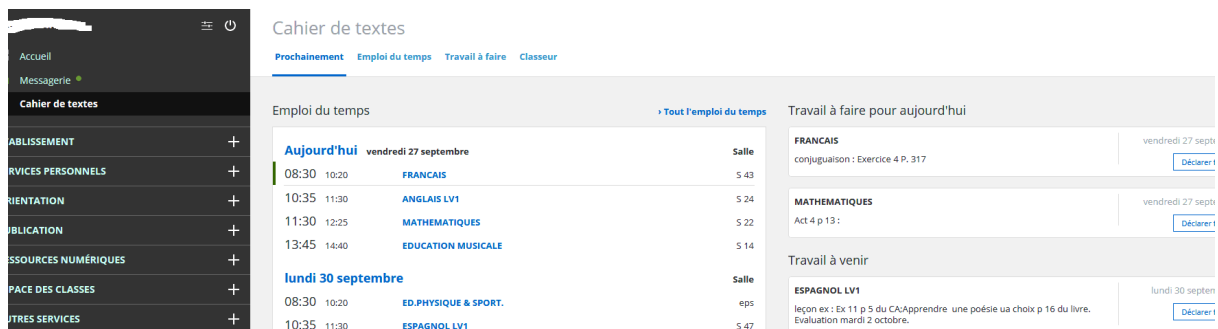 Accueil
Messagerie
Cahier de textes
TABLISSEMENT
RVICES PERSONNELS
RIENTATION
UBLICATION
SSOURCES NUMÉRIQUES
PACE DES CLASSES
UTRES SERVICES
Cahier de textes
Prochainement Emploi du temps Travail à faire Classeur
Emploi du temps › Tout l'emploi du temps
Aujourd'hui vendredi 27 septembre Salle
08:30 10:20 FRANCAIS S 43
10:35 11:30 ANGLAIS LV1 S 24
11:30 12:25 MATHEMATIQUES S 22
13:45 14:40 EDUCATION MUSICALE S 14
lundi 30 septembre Salle
08:30 10:20 ED.PHYSIQUE & SPORT. eps
10:35 11:30 ESPAGNOL LV1 S 47
Travail à faire pour aujourd'hui
FRANCAIS vendredi 27 septe
conjuguaison : Exercice 4 P. 317
Déclarer f
MATHEMATIQUES vendredi 27 septe
Act 4 p 13 :
Déclarer f
Travail à venir
ESPAGNOL LV1 lundi 30 septen
leçon ex : Ex 11 p 5 du CA;Apprendre une poésie ua choix p 16 du livre.
Evaluation mardi 2 octobre.
Déclarer f